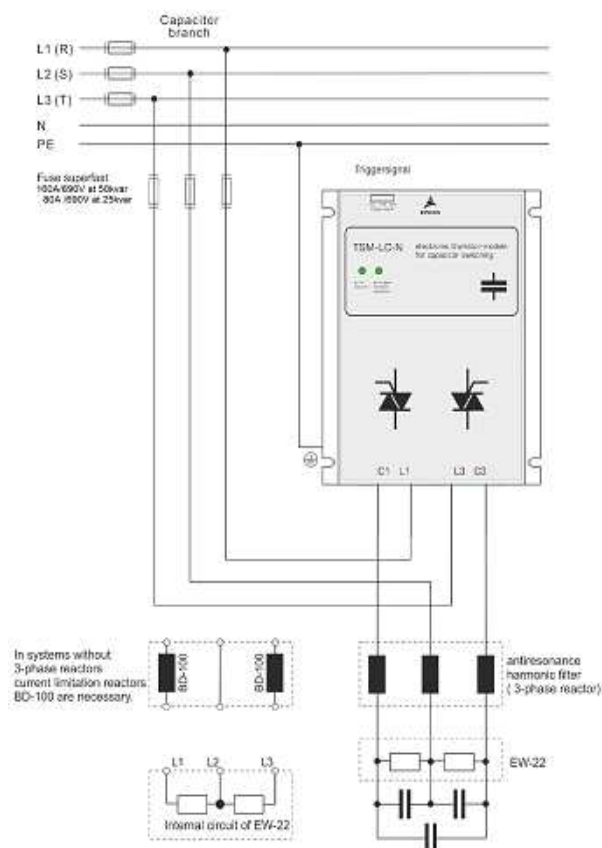 Capacitor
branch
L1 (R)
L2 (S)
L3 (T)
N
PE
Fuse superfast
160A/690V at 50kvar
80A /690V at 25kvar
Triggersignal
EPCOS
TSM-LC-N
electronic thyristor-module
for capacitor switching
C1 L1 L3 C3
In systems without
3-phase reactors
current limitation reactors
BD-100 are necessary.
BD-100
BD-100
antiresonance
harmonic filter
( 3-phase reactor)
EW-22
L1 L2 L3
Internal circuit of EW-22